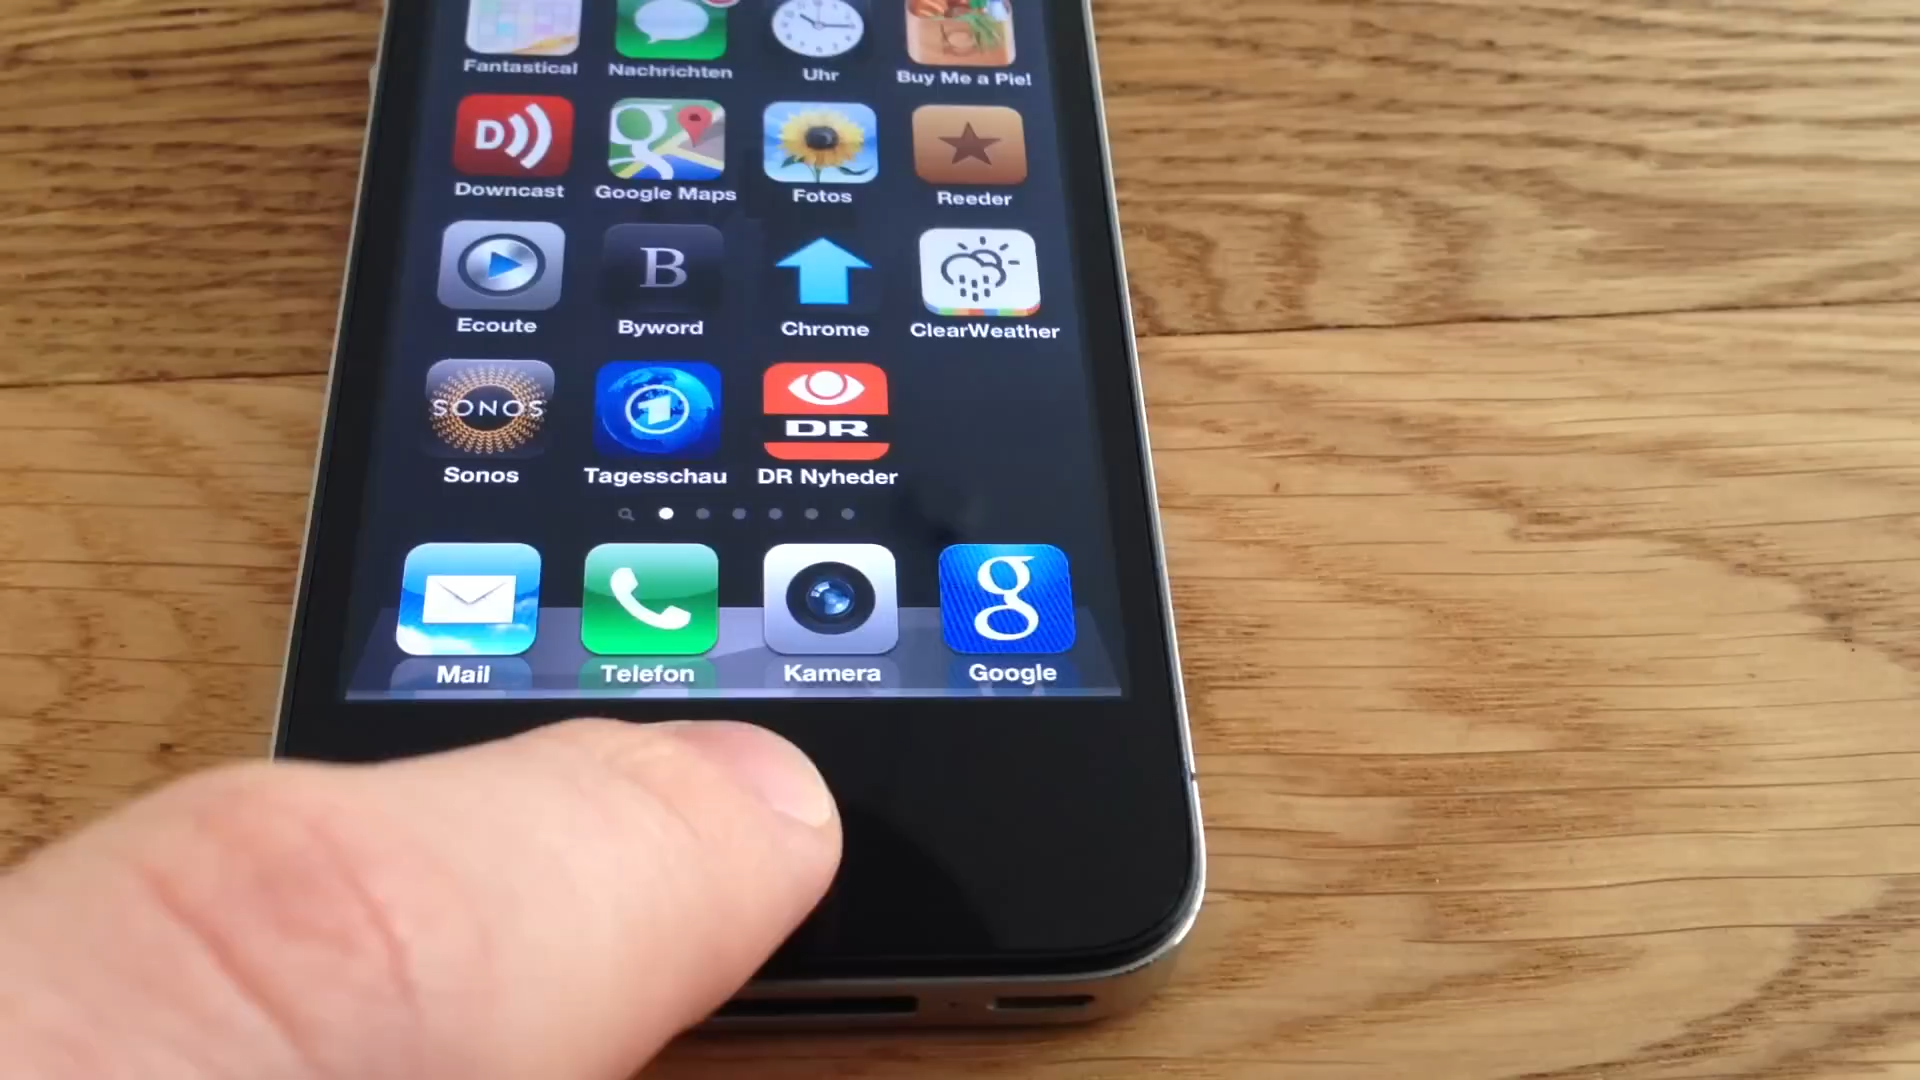 Fantastical Nachrichten Uhr Buy Me a Pie!
D
g
Downcast Google Maps Fotos Reeder
B
Ecoute Byword Chrome ClearWeather
SONOS 1 DR
Sonos Tagesschau DR Nyheder
g
Mail Telefon Kamera Google